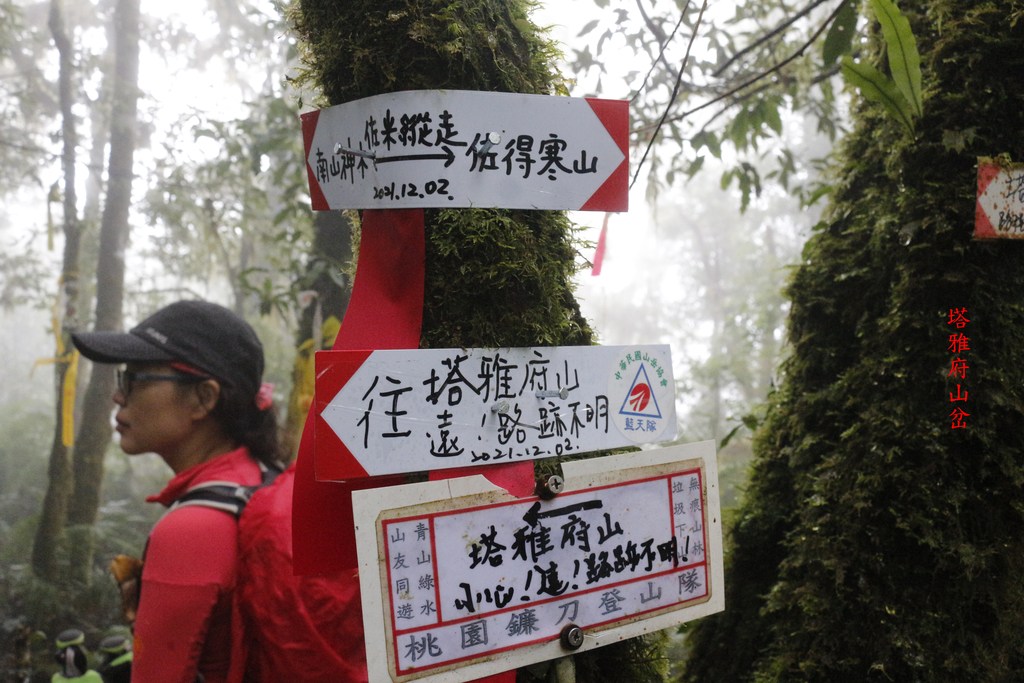 佐米縱走
南山神木 → 佐得寒山
2021.12.02.
往塔雅府山
遠！路跡不明
2021.12.02.
中華民國山岳協會
藍天隊
←
塔雅府山
小心！遠！路跡不明！
青山綠水
山友同遊
無痕山林
垃圾下山
桃園鐮刀登山隊
塔雅府山岔